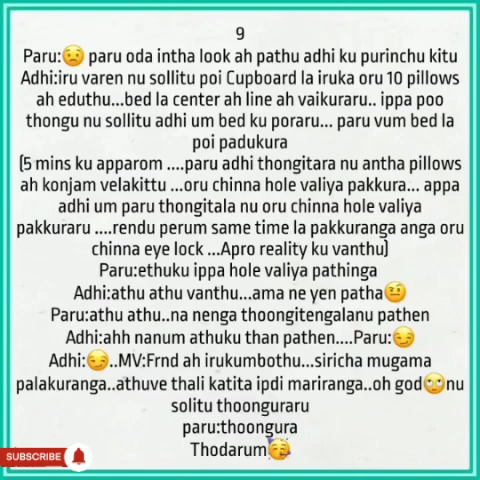 9
Paru:😟 paru oda intha look ah pathu adhi ku purinchu kitu
Adhi:iru varen nu sollitu poi Cupboard la iruka oru 10 pillows
ah eduthu...bed la center ah line ah vaikuraru.. ippa poo
thongu nu sollitu adhi um bed ku poraru... paru vum bed la
poi padukura
(5 mins ku apparom ....paru adhi thongitara nu antha pillows
ah konjam velakittu ...oru chinna hole valiya pakkura... appa
adhi um paru thongitala nu oru chinna hole valiya
pakkuraru ....rendu perum same time la pakkuranga anga oru
chinna eye lock ...Apro reality ku vanthu)
Paru:ethuku ippa hole valiya pathinga
Adhi:athu athu vanthu...ama ne yen patha🤨
Paru:athu athu..na nenga thoongitengalanu pathen
Adhi:ahh nanum athuku than pathen....Paru:😏
Adhi:😏..MV:Frnd ah irukumbothu...siricha mugama
palakuranga..athuve thali katita ipdi mariranga..oh god🙄nu
solitu thoonguraru
paru:thoongura
Thodarum🥳
SUBSCRIBE